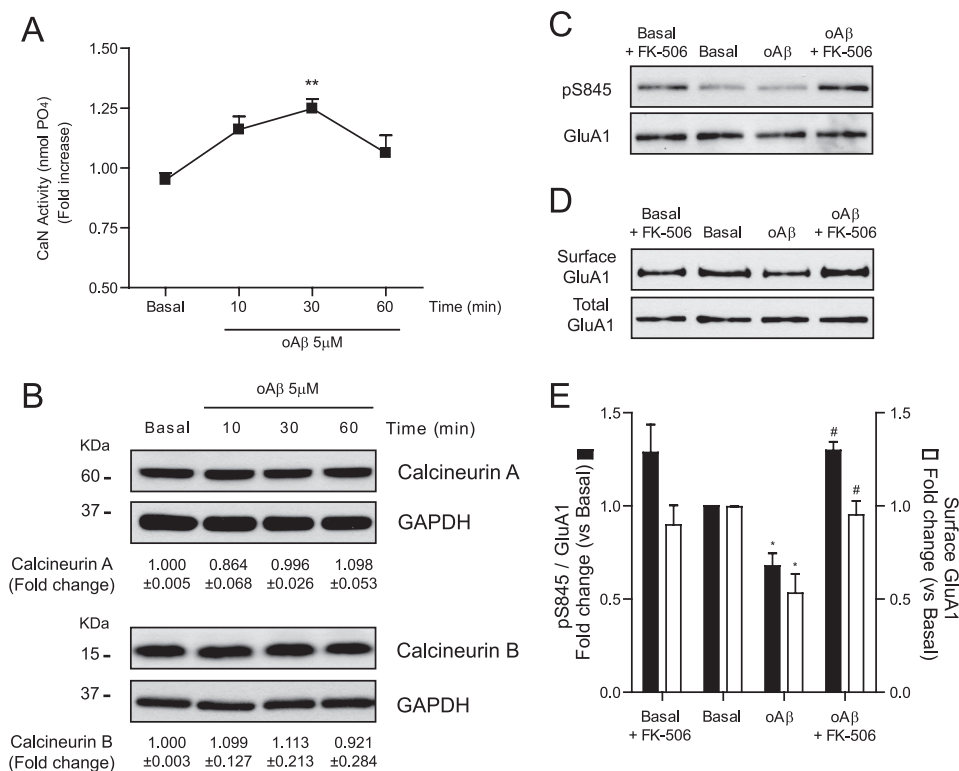 A
1.50
1.25
1.00
0.75
0.50
CaN Activity (nmol PO4)
(Fold increase)
**
Basal 10 30 60 Time (min)
oAβ 5μM
B
oAβ 5μM
Basal 10 30 60 Time (min)
KDa
60
Calcineurin A
37
GAPDH
Calcineurin A 1.000 0.864 0.996 1.098
(Fold change) ±0.005 ±0.068 ±0.026 ±0.053
KDa
15
Calcineurin B
37
GAPDH
Calcineurin B 1.000 1.099 1.113 0.921
(Fold change) ±0.003 ±0.127 ±0.213 ±0.284
C
Basal
+ FK-506
Basal
oAβ
oAβ
+ FK-506
pS845
GluA1
D
Basal
+ FK-506
Basal
oAβ
oAβ
+ FK-506
Surface
GluA1
Total
GluA1
E
pS845 / GluA1
Fold change (vs Basal)
1.5
1.0
0.5
0.0
*
*
#
#
1.5
1.0
0.5
0.0
Surface GluA1
Fold change (vs Basal)
Basal
+ FK-506
Basal
oAβ
oAβ
+ FK-506